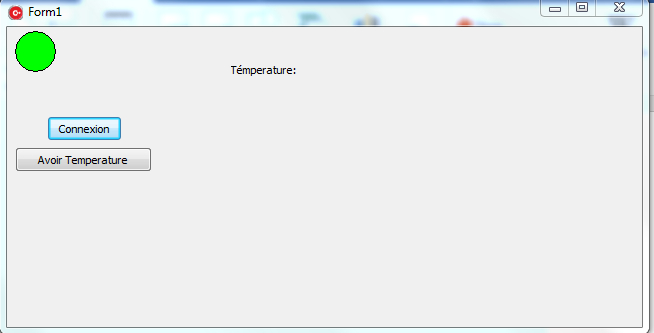 Form1
Témperature:
Connexion
Avoir Temperature